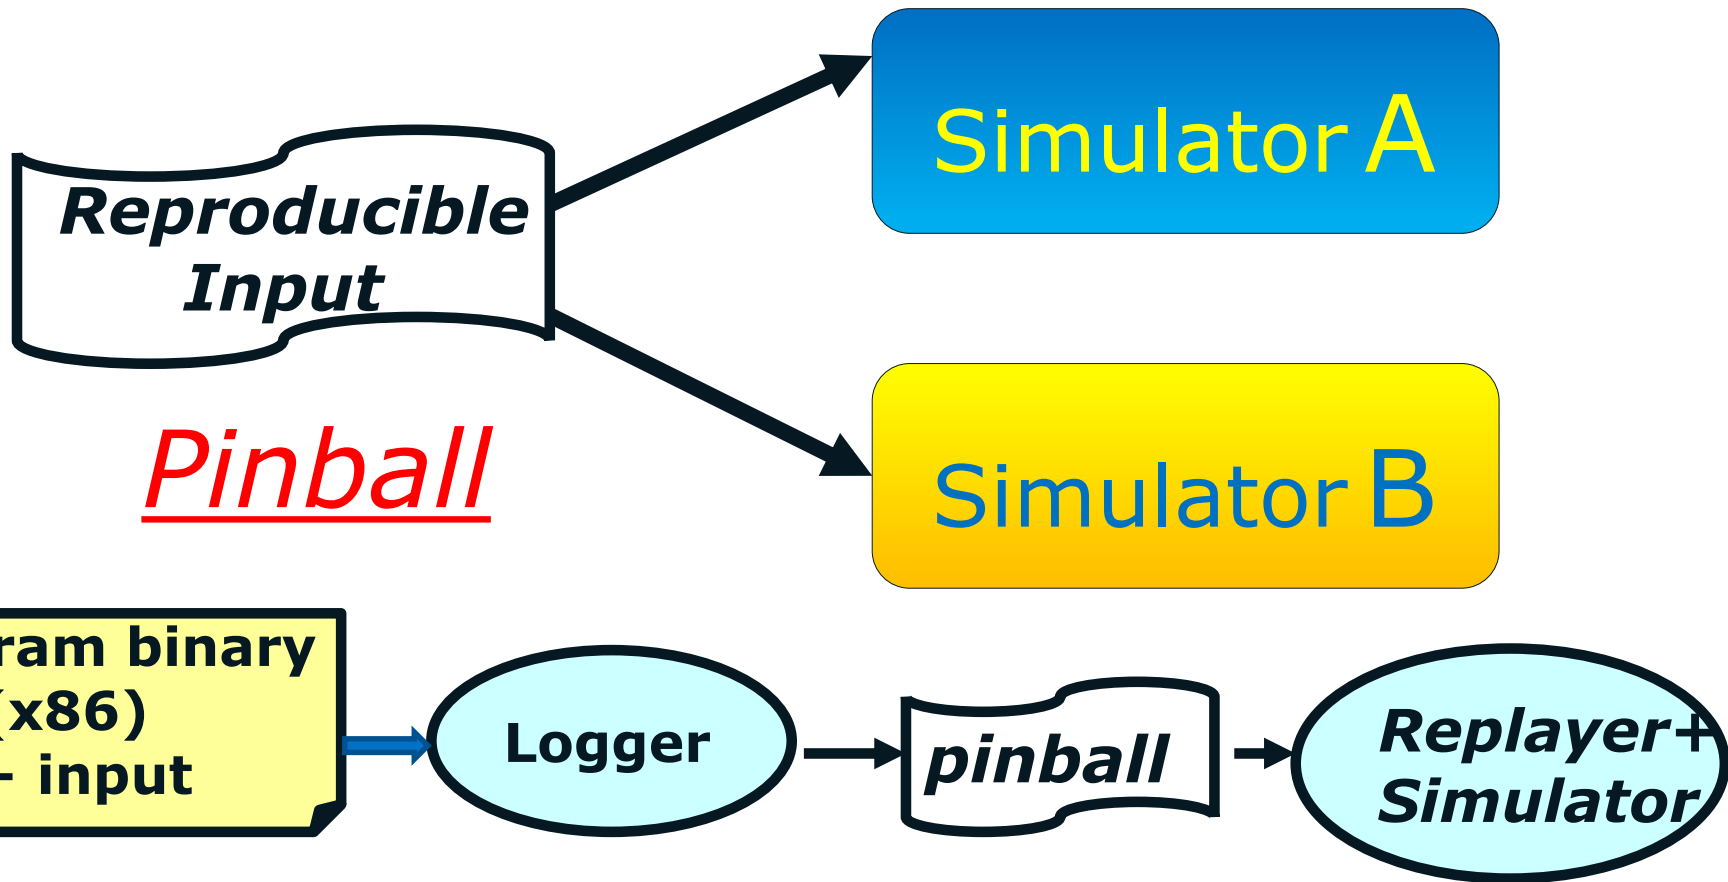 Simulator A
Reproducible
Input
Pinball
Simulator B
ram binary
(x86)
+ input
Logger
pinball
Replayer+
Simulator